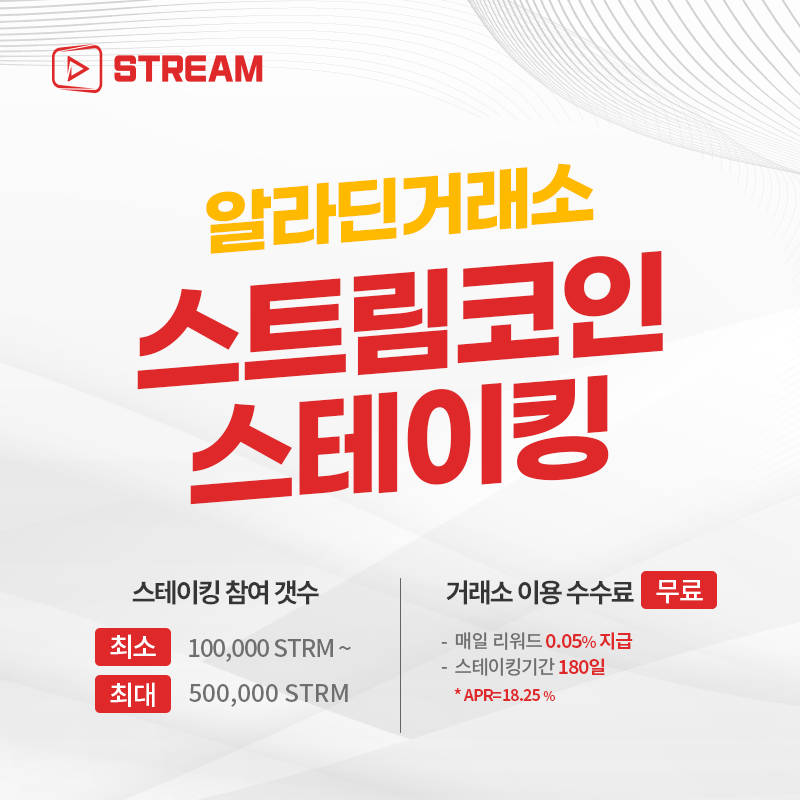 STREAM
알라딘거래소
스트림코인
스테이킹
스테이킹 참여 갯수
최소 100,000 STRM ~
최대 500,000 STRM
거래소 이용 수수료 무료
- 매일 리워드 0.05% 지급
- 스테이킹기간 180일
* APR=18.25 %